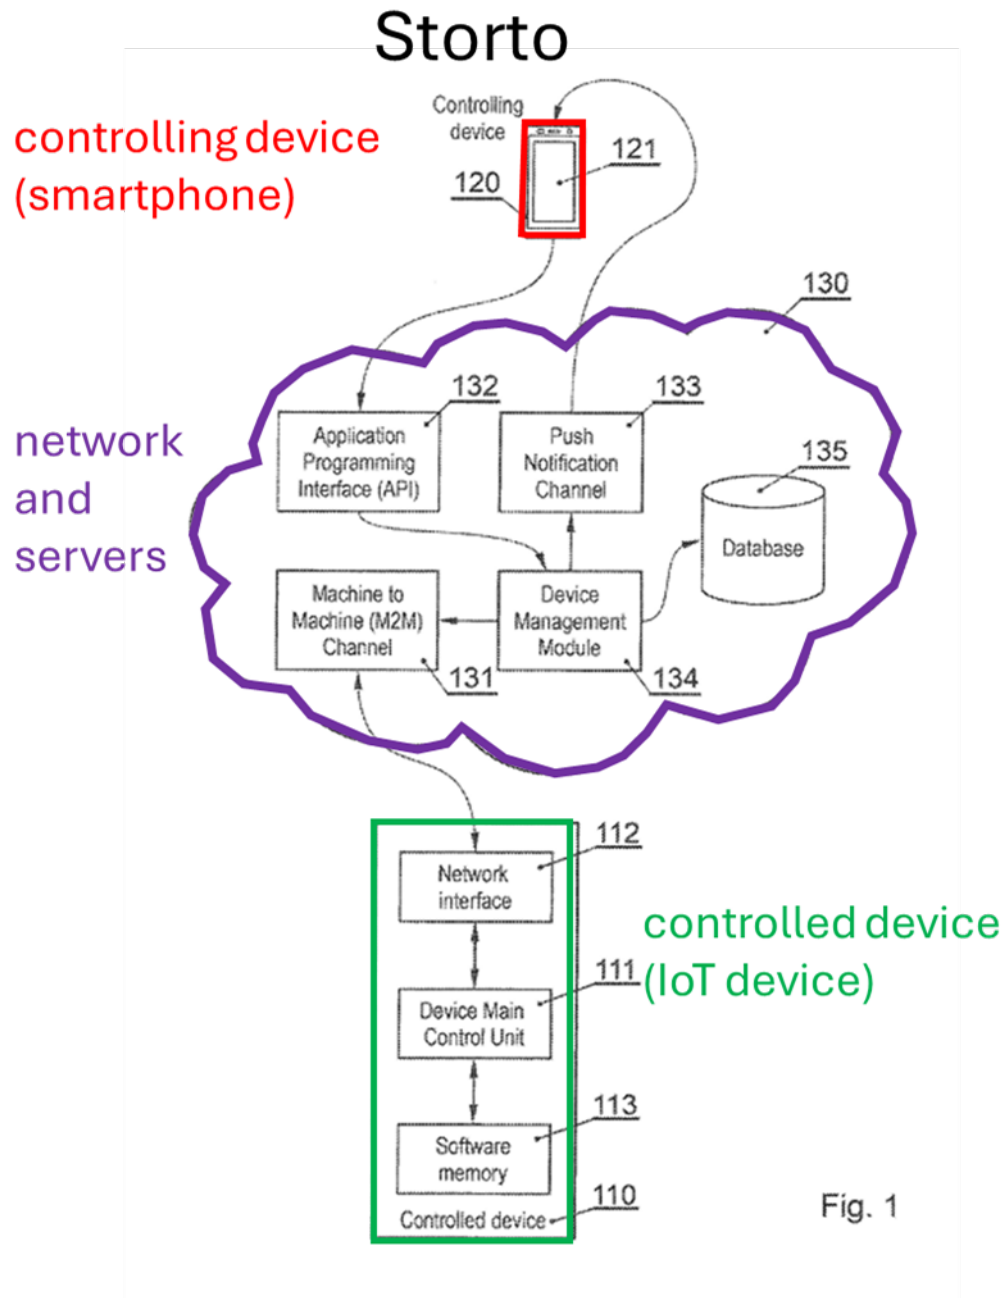 Storto
Controlling
device
controlling device
(smartphone)
121
120
130
132
133
Application
Programming
Interface (API)
Push
Notification
Channel
network
and
servers
135
Database
Machine to
Machine (M2M)
Channel
Device
Management
Module
131
134
112
Network
interface
controlled device
(IoT device)
111
Device Main
Control Unit
113
Software
memory
110
Controlled device
Fig. 1